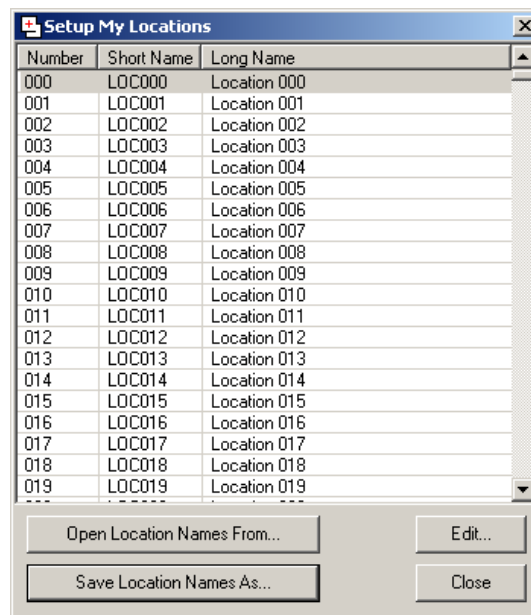 Setup My Locations
Number Short Name Long Name
000 LOC000 Location 000
001 LOC001 Location 001
002 LOC002 Location 002
003 LOC003 Location 003
004 LOC004 Location 004
005 LOC005 Location 005
006 LOC006 Location 006
007 LOC007 Location 007
008 LOC008 Location 008
009 LOC009 Location 009
010 LOC010 Location 010
011 LOC011 Location 011
012 LOC012 Location 012
013 LOC013 Location 013
014 LOC014 Location 014
015 LOC015 Location 015
016 LOC016 Location 016
017 LOC017 Location 017
018 LOC018 Location 018
019 LOC019 Location 019
Open Location Names From... Edit...
Save Location Names As... Close